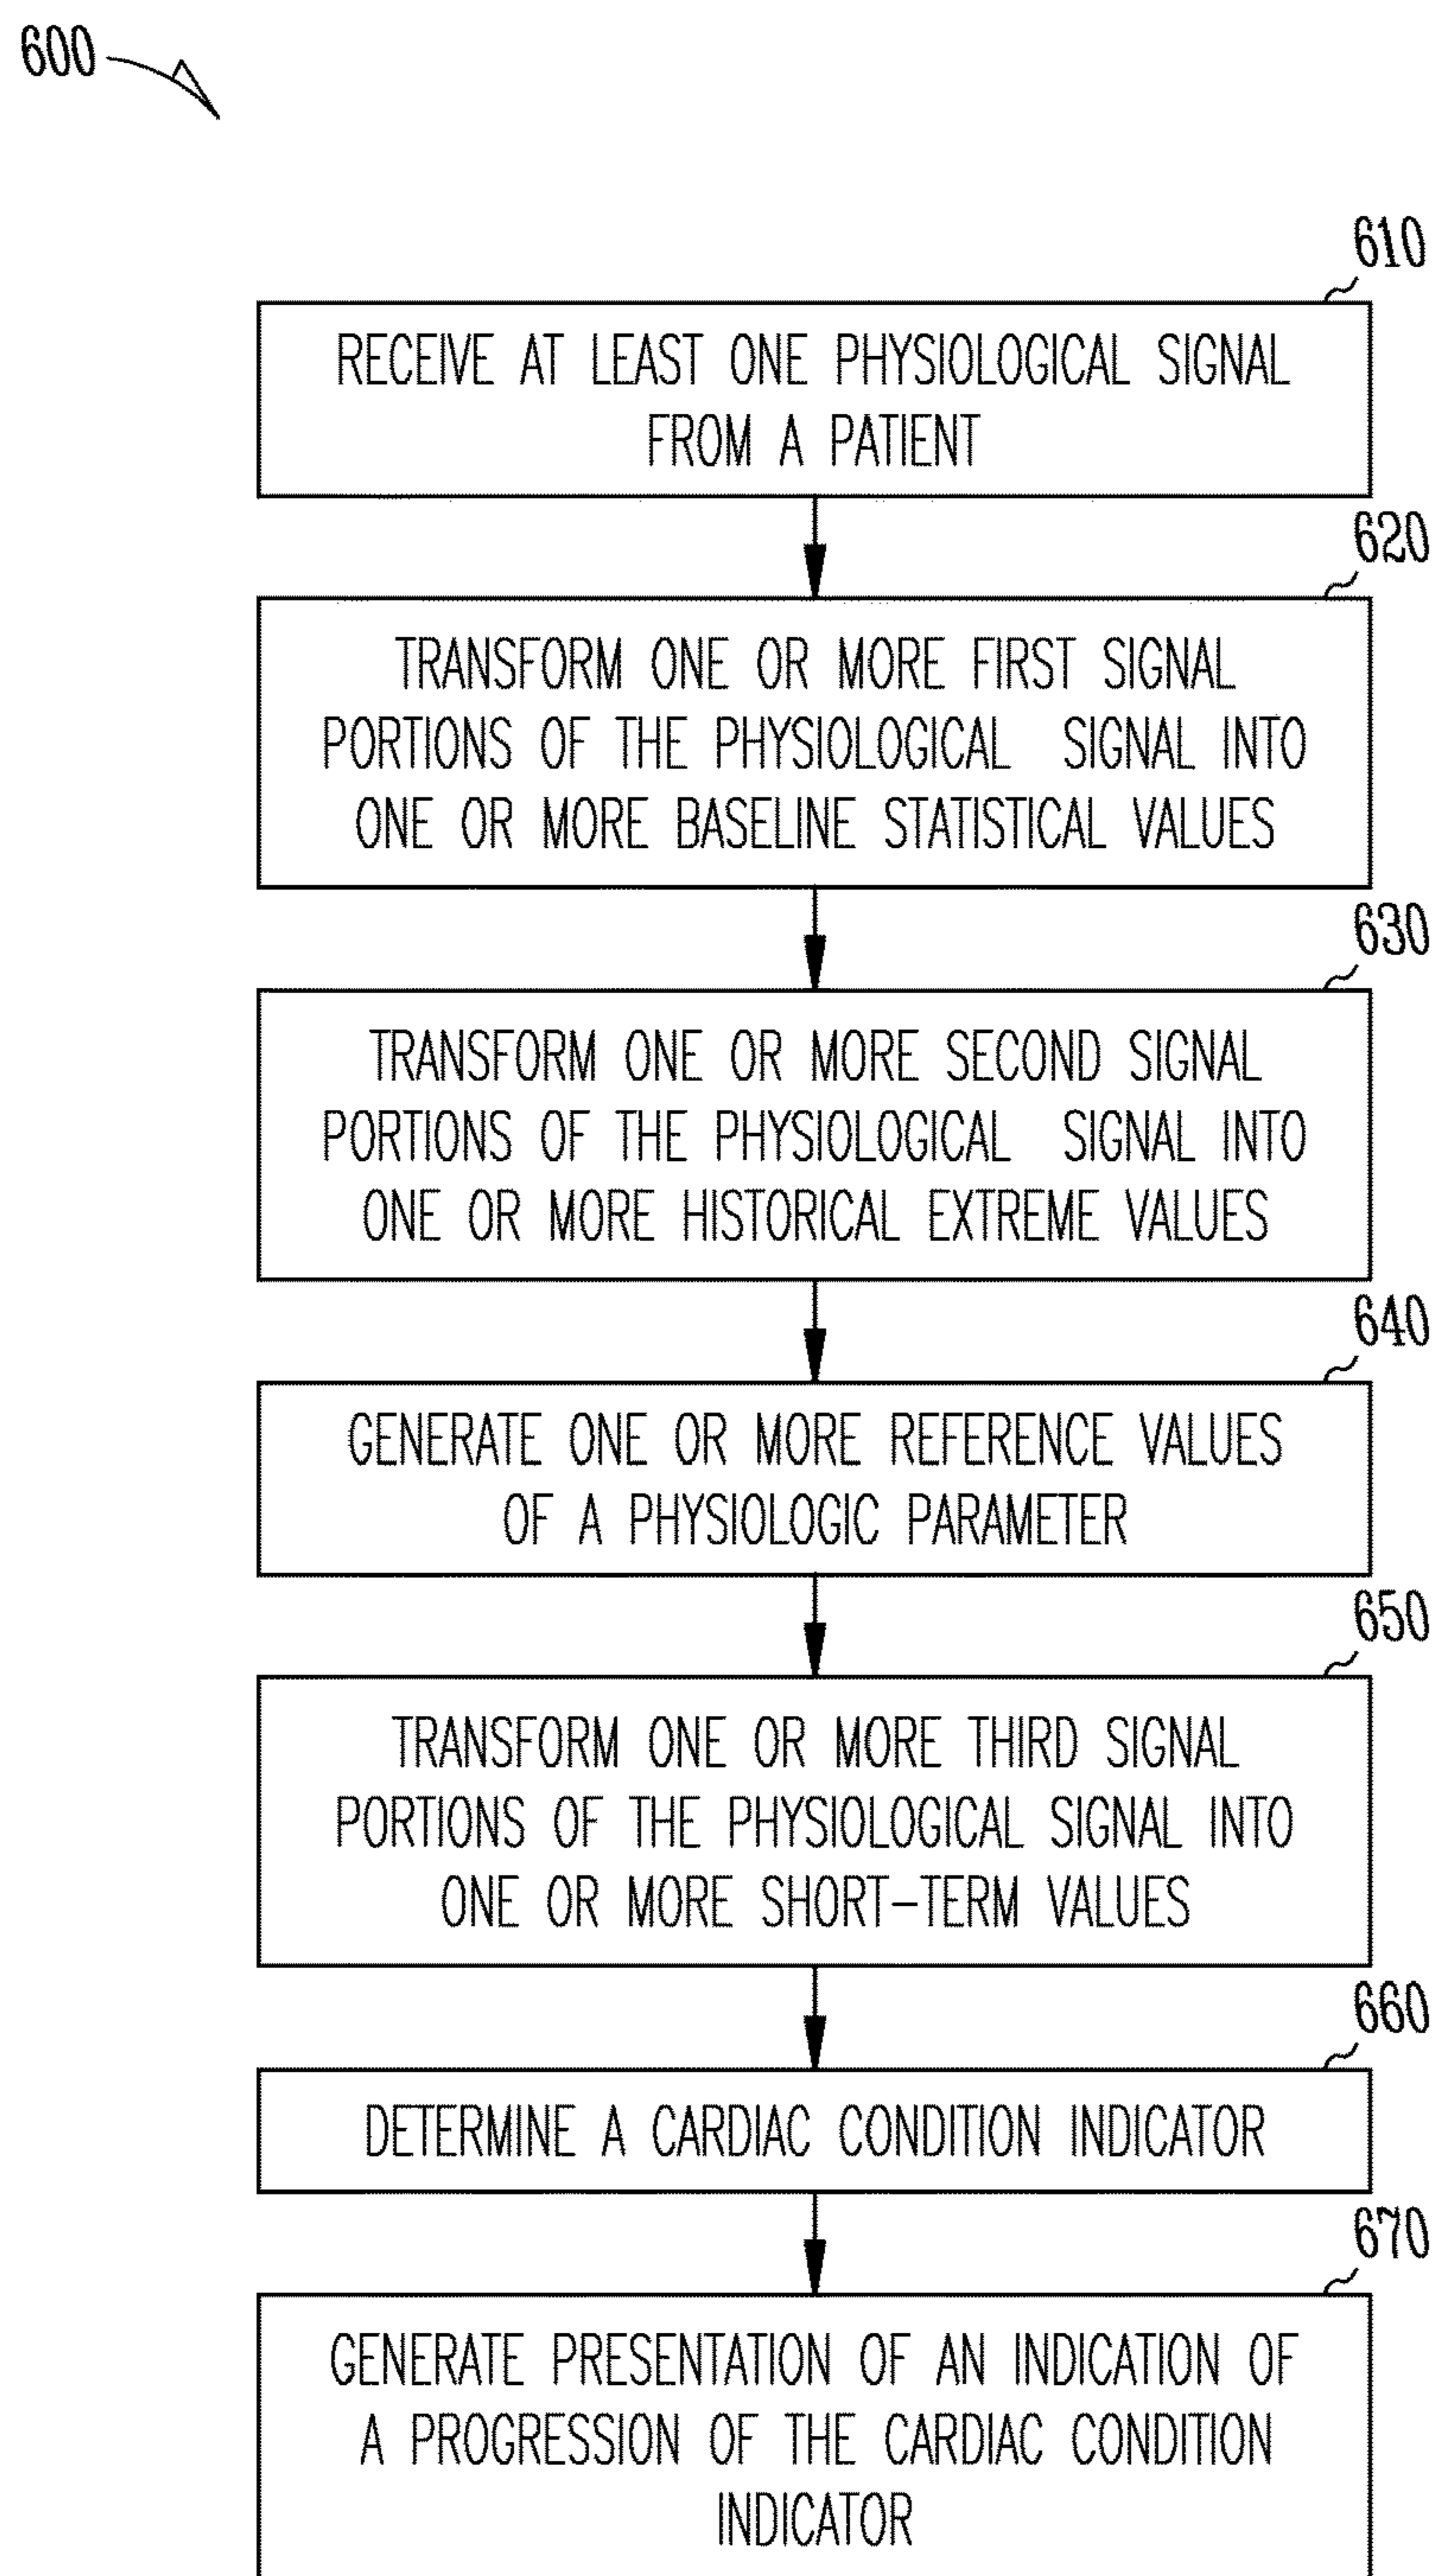 600
610
RECEIVE AT LEAST ONE PHYSIOLOGICAL SIGNAL
FROM A PATIENT
620
TRANSFORM ONE OR MORE FIRST SIGNAL
PORTIONS OF THE PHYSIOLOGICAL SIGNAL INTO
ONE OR MORE BASELINE STATISTICAL VALUES
630
TRANSFORM ONE OR MORE SECOND SIGNAL
PORTIONS OF THE PHYSIOLOGICAL SIGNAL INTO
ONE OR MORE HISTORICAL EXTREME VALUES
640
GENERATE ONE OR MORE REFERENCE VALUES
OF A PHYSIOLOGIC PARAMETER
650
TRANSFORM ONE OR MORE THIRD SIGNAL
PORTIONS OF THE PHYSIOLOGICAL SIGNAL INTO
ONE OR MORE SHORT-TERM VALUES
660
DETERMINE A CARDIAC CONDITION INDICATOR
670
GENERATE PRESENTATION OF AN INDICATION OF
A PROGRESSION OF THE CARDIAC CONDITION
INDICATOR